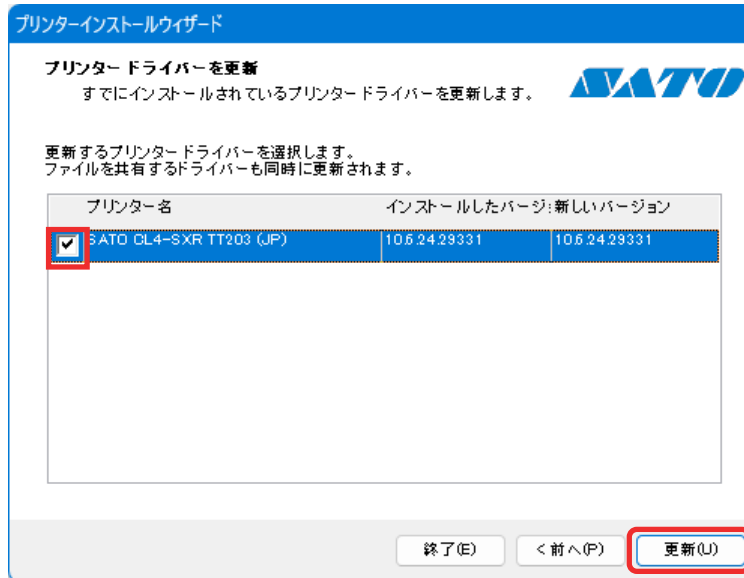 プリンターインストールウィザード
プリンタードライバーを更新
SATO
すでにインストールされているプリンタードライバーを更新します。
更新するプリンタードライバーを選択します。
ファイルを共有するドライバーも同時に更新されます。
プリンター名 インストールしたバージ: 新しいバージョン
SATO CL4-SXR TT203 (JP) 10.6.24.29331 10.6.24.29331
終了(E) <前へ(P) 更新(U)